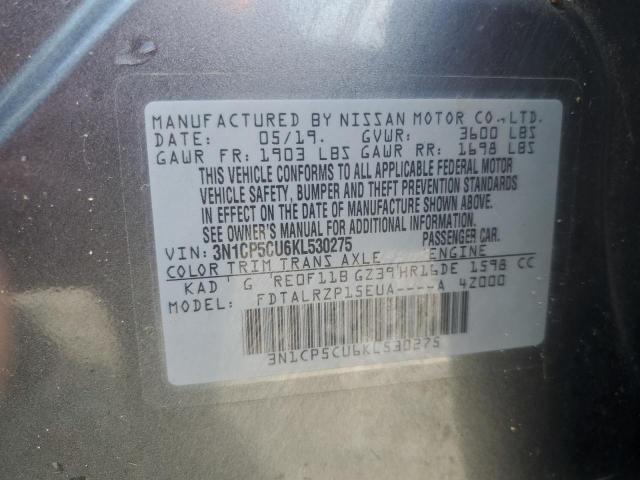 MANUFACTURED BY NISSAN MOTOR CO., LTD.
DATE: 05/19. GVWR: 3600 LBS
GAWR FR: 1903 LBS GAWR RR: 1698 LBS
THIS VEHICLE CONFORMS TO ALL APPLICABLE FEDERAL MOTOR
VEHICLE SAFETY, BUMPER AND THEFT PREVENTION STANDARDS
IN EFFECT ON THE DATE OF MANUFACTURE SHOWN ABOVE.
SEE OWNER'S MANUAL FOR ADDITIONAL INFORMATION.
VIN: 3N1CP5CU6KL530275 PASSENGER CAR.
COLOR TRIM TRANS AXLE ENGINE
KAD G RE0F11B GZ39 HR16DE 1598 CC
MODEL: FDTALRZP15EUA----A 4Z000
3N1CP5CU6KL530275